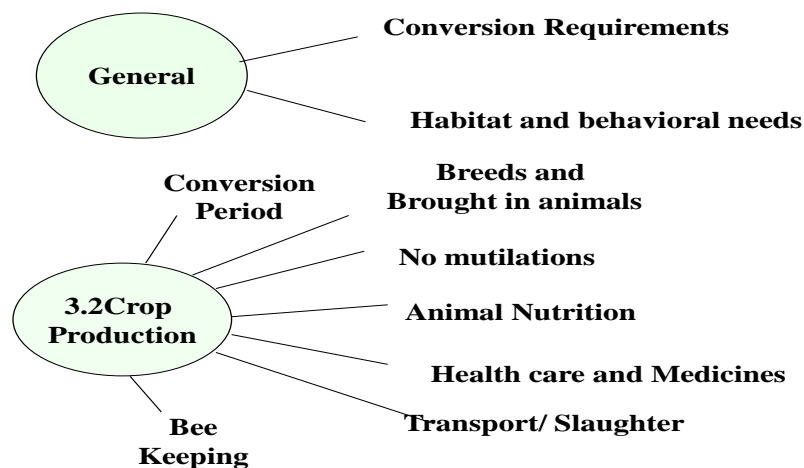 General
Conversion Requirements
Habitat and behavioral needs
Conversion
Period
Breeds and
Brought in animals
No mutilations
3.2Crop
Production
Animal Nutrition
Health care and Medicines
Transport/ Slaughter
Bee
Keeping